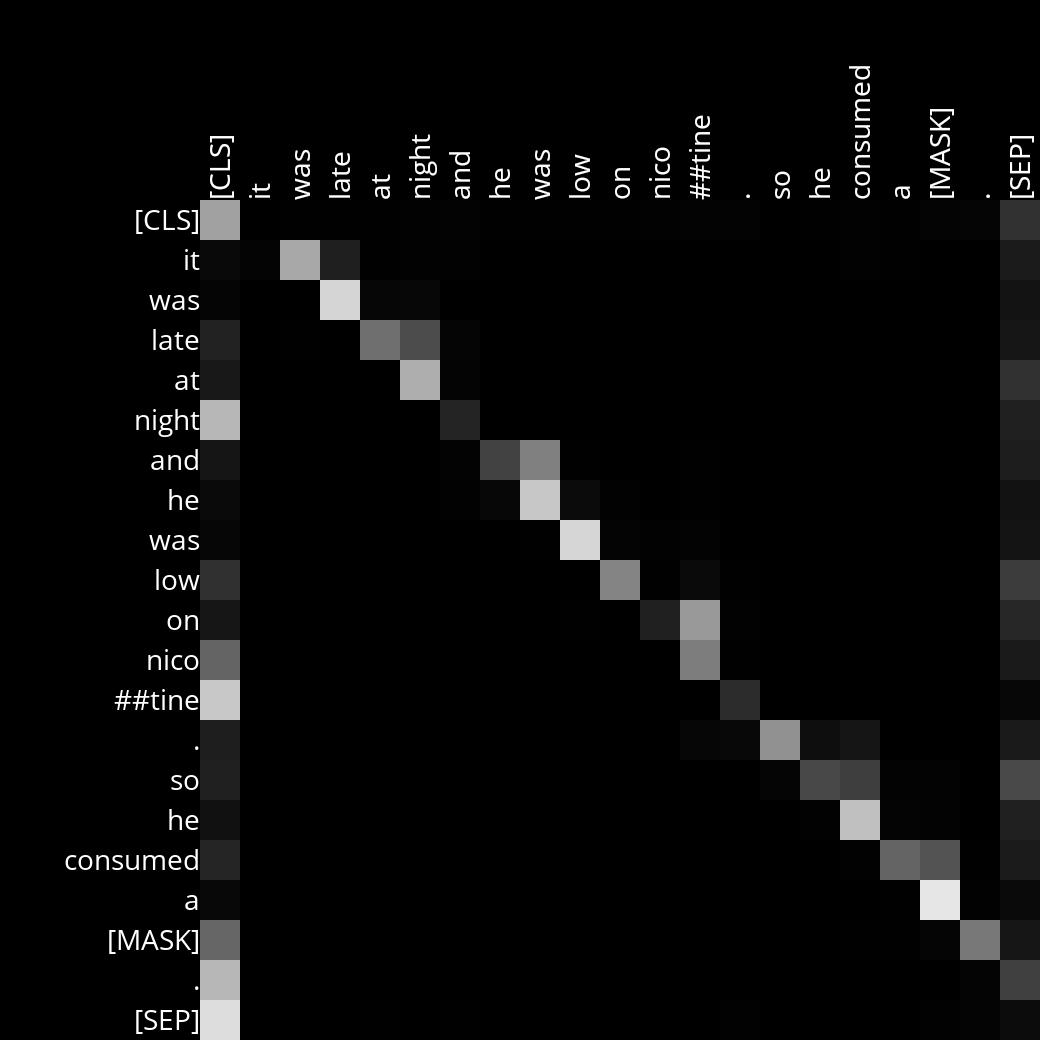 [CLS] it was late at night and he was low on nico ##tine . so he consumed a [MASK] . [SEP]
[CLS]
it
was
late
at
night
and
he
was
low
on
nico
##tine
.
so
he
consumed
a
[MASK]
.
[SEP]